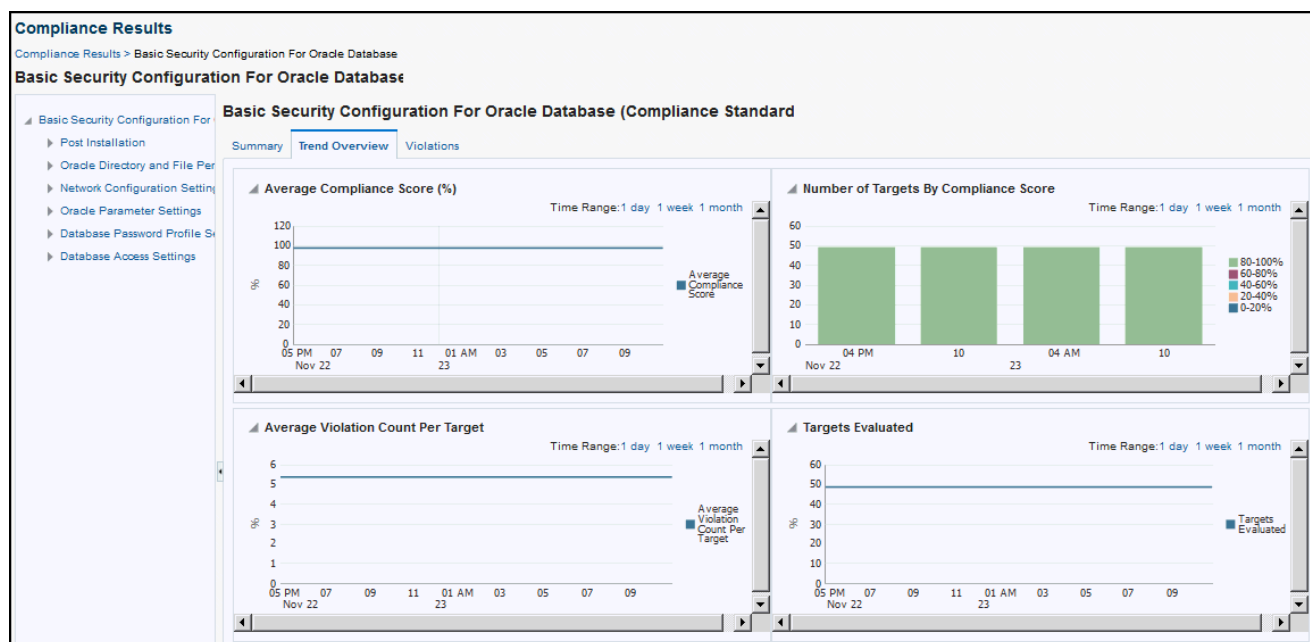 Compliance Results
Compliance Results > Basic Security Configuration For Oracle Database
Basic Security Configuration For Oracle Database
Basic Security Configuration For
Post Installation
Oracle Directory and File Per
Network Configuration Setting
Oracle Parameter Settings
Database Password Profile Se
Database Access Settings
Basic Security Configuration For Oracle Database (Compliance Standard
Summary Trend Overview Violations
Average Compliance Score (%)
Time Range:1 day 1 week 1 month
120
100
80
60
40
20
0
%
05 PM 07 09 11 01 AM 03 05 07 09
Nov 22 23
Average
Compliance
Score
Number of Targets By Compliance Score
Time Range:1 day 1 week 1 month
60
50
40
30
20
10
0
04 PM 10 04 AM 10
Nov 22 23
80-100%
60-80%
40-60%
20-40%
0-20%
Average Violation Count Per Target
Time Range:1 day 1 week 1 month
6
5
4
3
2
1
0
%
05 PM 07 09 11 01 AM 03 05 07 09
Nov 22 23
Average
Violation
Count Per
Target
Targets Evaluated
Time Range:1 day 1 week 1 month
60
50
40
30
20
10
0
%
05 PM 07 09 11 01 AM 03 05 07 09
Nov 22 23
Targets
Evaluated